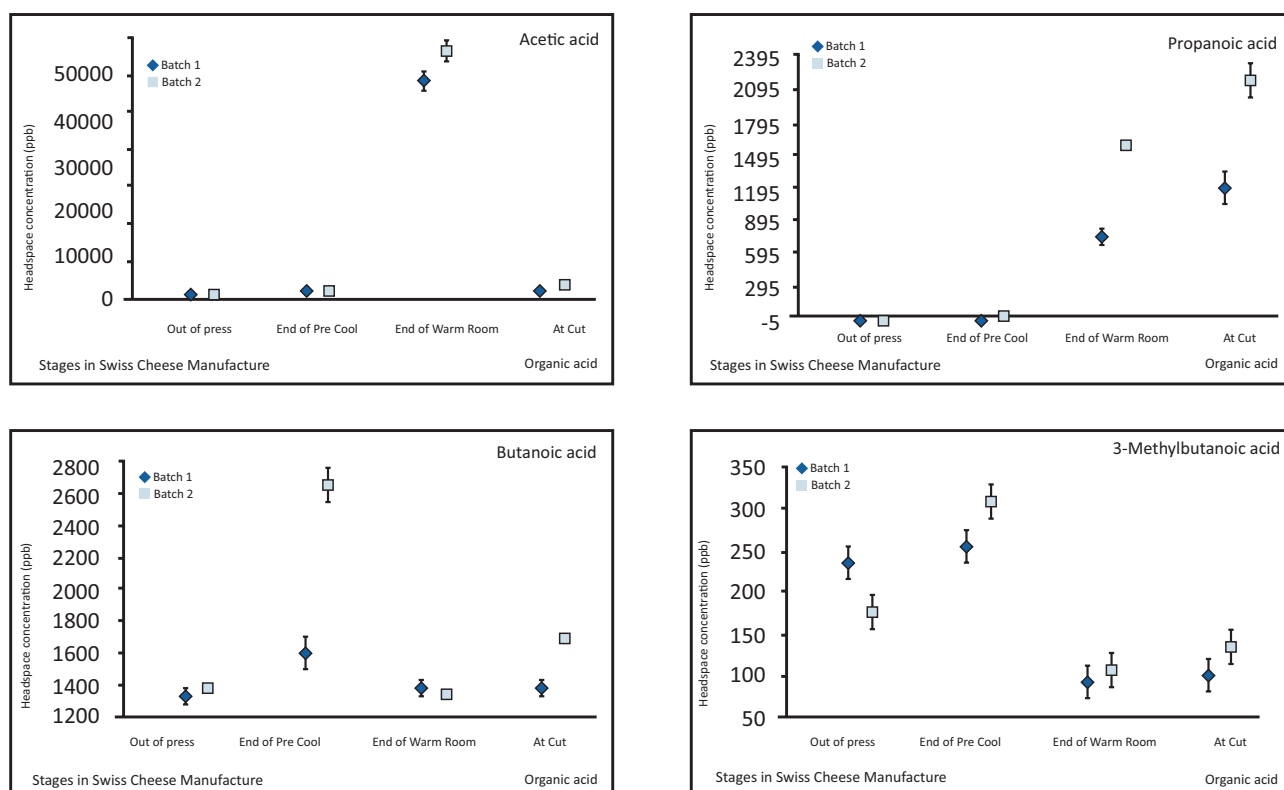 Acetic acid
Batch 1
Batch 2
Headspace concentration (ppb)
50000
40000
30000
20000
10000
0
Out of press End of Pre Cool End of Warm Room At Cut
Stages in Swiss Cheese Manufacture Organic acid
Propanoic acid
Batch 1
Batch 2
Headspace concentration (ppb)
2395
2095
1795
1495
1195
895
595
295
-5
Out of press End of Pre Cool End of Warm Room At Cut
Stages in Swiss Cheese Manufacture Organic acid
Butanoic acid
Batch 1
Batch 2
Headspace concentration (ppb)
2800
2600
2400
2200
2000
1800
1600
1400
1200
Out of press End of Pre Cool End of Warm Room At Cut
Stages in Swiss Cheese Manufacture Organic acid
3-Methylbutanoic acid
Batch 1
Batch 2
Headspace concentration (ppb)
350
300
250
200
150
100
50
Out of press End of Pre Cool End of Warm Room At Cut
Stages in Swiss Cheese Manufacture Organic acid